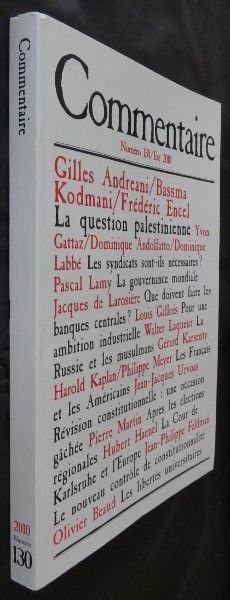 Commentaire
Commentaire
Numéro 130/Été 2010
Gilles Andreani/Bassma
Kodmani/Frédéric Encel
La question palestinienne Yvon
Gattaz/Dominique Andolfatto/Dominique
Labbé Les syndicats sont-ils nécessaires ?
Pascal Lamy La gouvernance mondiale
Jacques de Larosière Que doivent faire les
banques centrales ? Louis Gallois Pour une
ambition industrielle Walter Laqueur La
Russie et les musulmans Gérard Karsenty
Harold Kaplan/Philippe Meyer Les Français
et les Américains Jean-Jacques Urvoas
Révision constitutionnelle : une occasion
gâchée Pierre Martin Après les élections
régionales Hubert Haenel La Cour de
Karlsruhe et l'Europe Jean-Philippe Feldman
Le nouveau contrôle de constitutionnalité
Olivier Beaud Les libertés universitaires
2010
Numéro
130